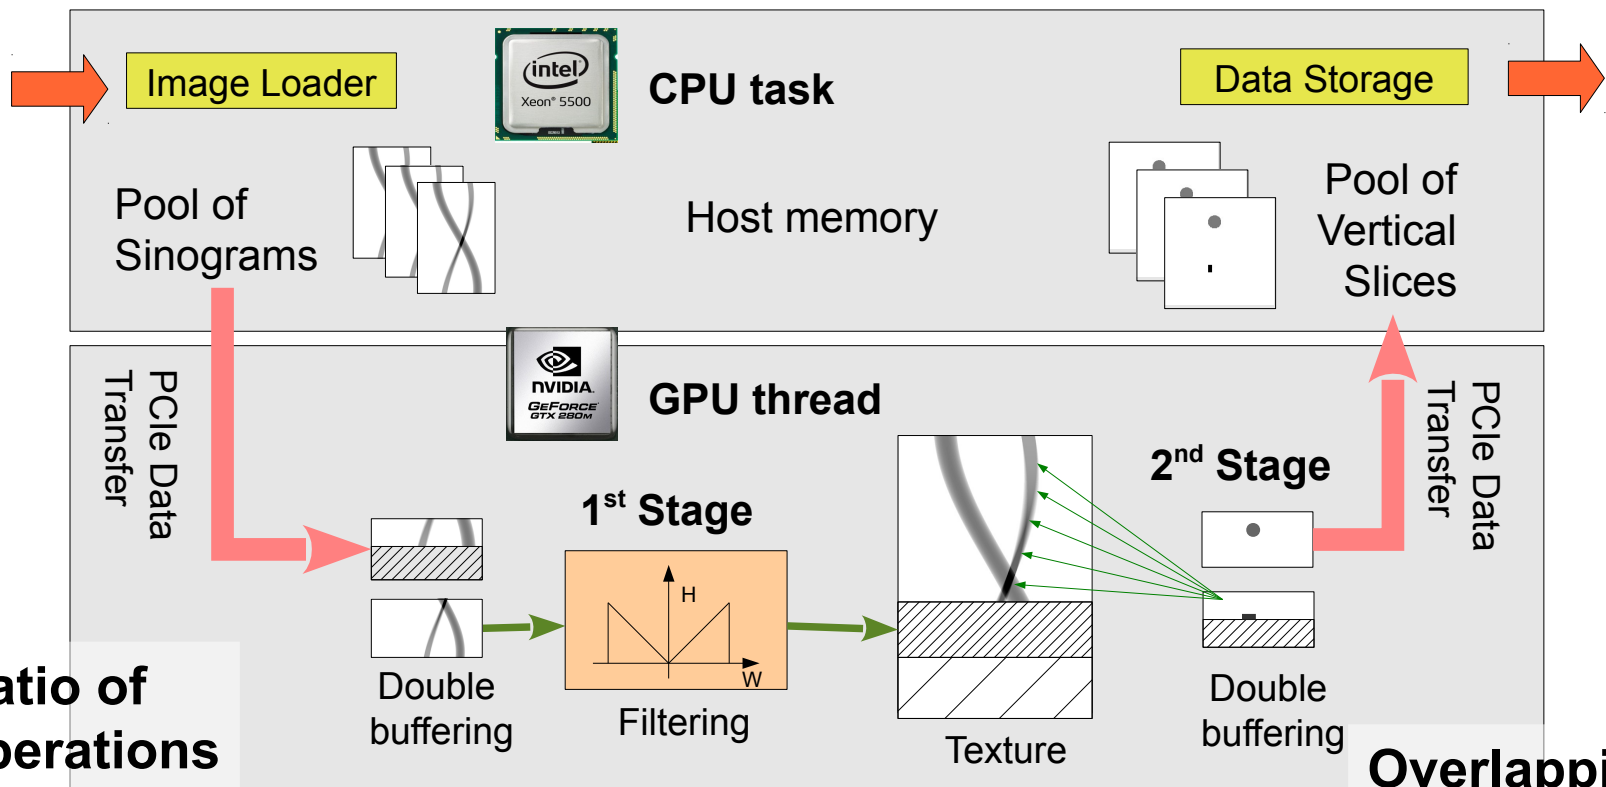 Image Loader
intel
Xeon® 5500
CPU task
Data Storage
Pool of
Sinograms
Host memory
Pool of
Vertical
Slices
PCIe Data
Transfer
NVIDIA.
GEFORCE
GTX 280M
GPU thread
PCIe Data
Transfer
1st Stage
2nd Stage
H
W
Double
buffering
Filtering
Texture
Double
buffering
atio of
perations
Overlappi